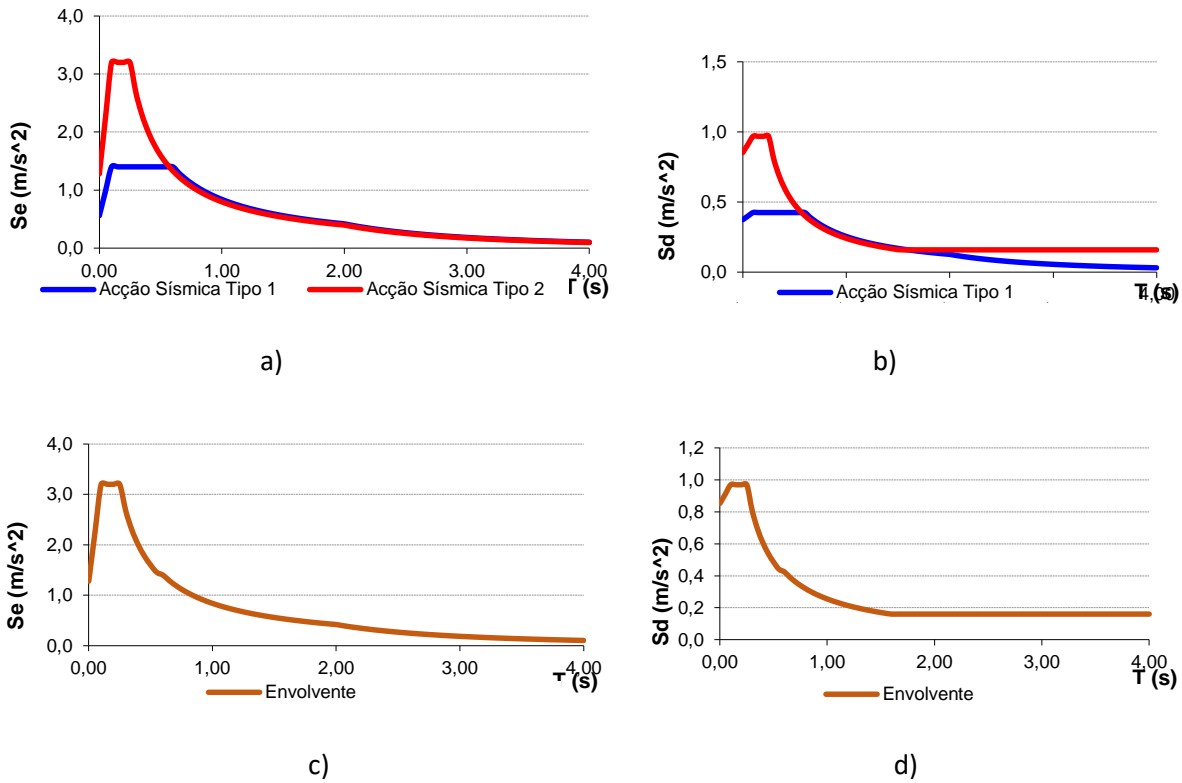 4,0
3,0
2,0
1,0
0,0
Se (m/s^2)
0,00 1,00 2,00 3,00 4,00
T (s)
Acção Sísmica Tipo 1 Acção Sísmica Tipo 2
a)
1,5
1,0
0,5
0,0
Sd (m/s^2)
4,00
T (s)
Acção Sísmica Tipo 1
b)
4,0
3,0
2,0
1,0
0,0
Se (m/s^2)
0,00 1,00 2,00 3,00 4,00
T (s)
Envolvente
c)
1,2
1,0
0,8
0,6
0,4
0,2
0,0
Sd (m/s^2)
0,00 1,00 2,00 3,00 4,00
T (s)
Envolvente
d)